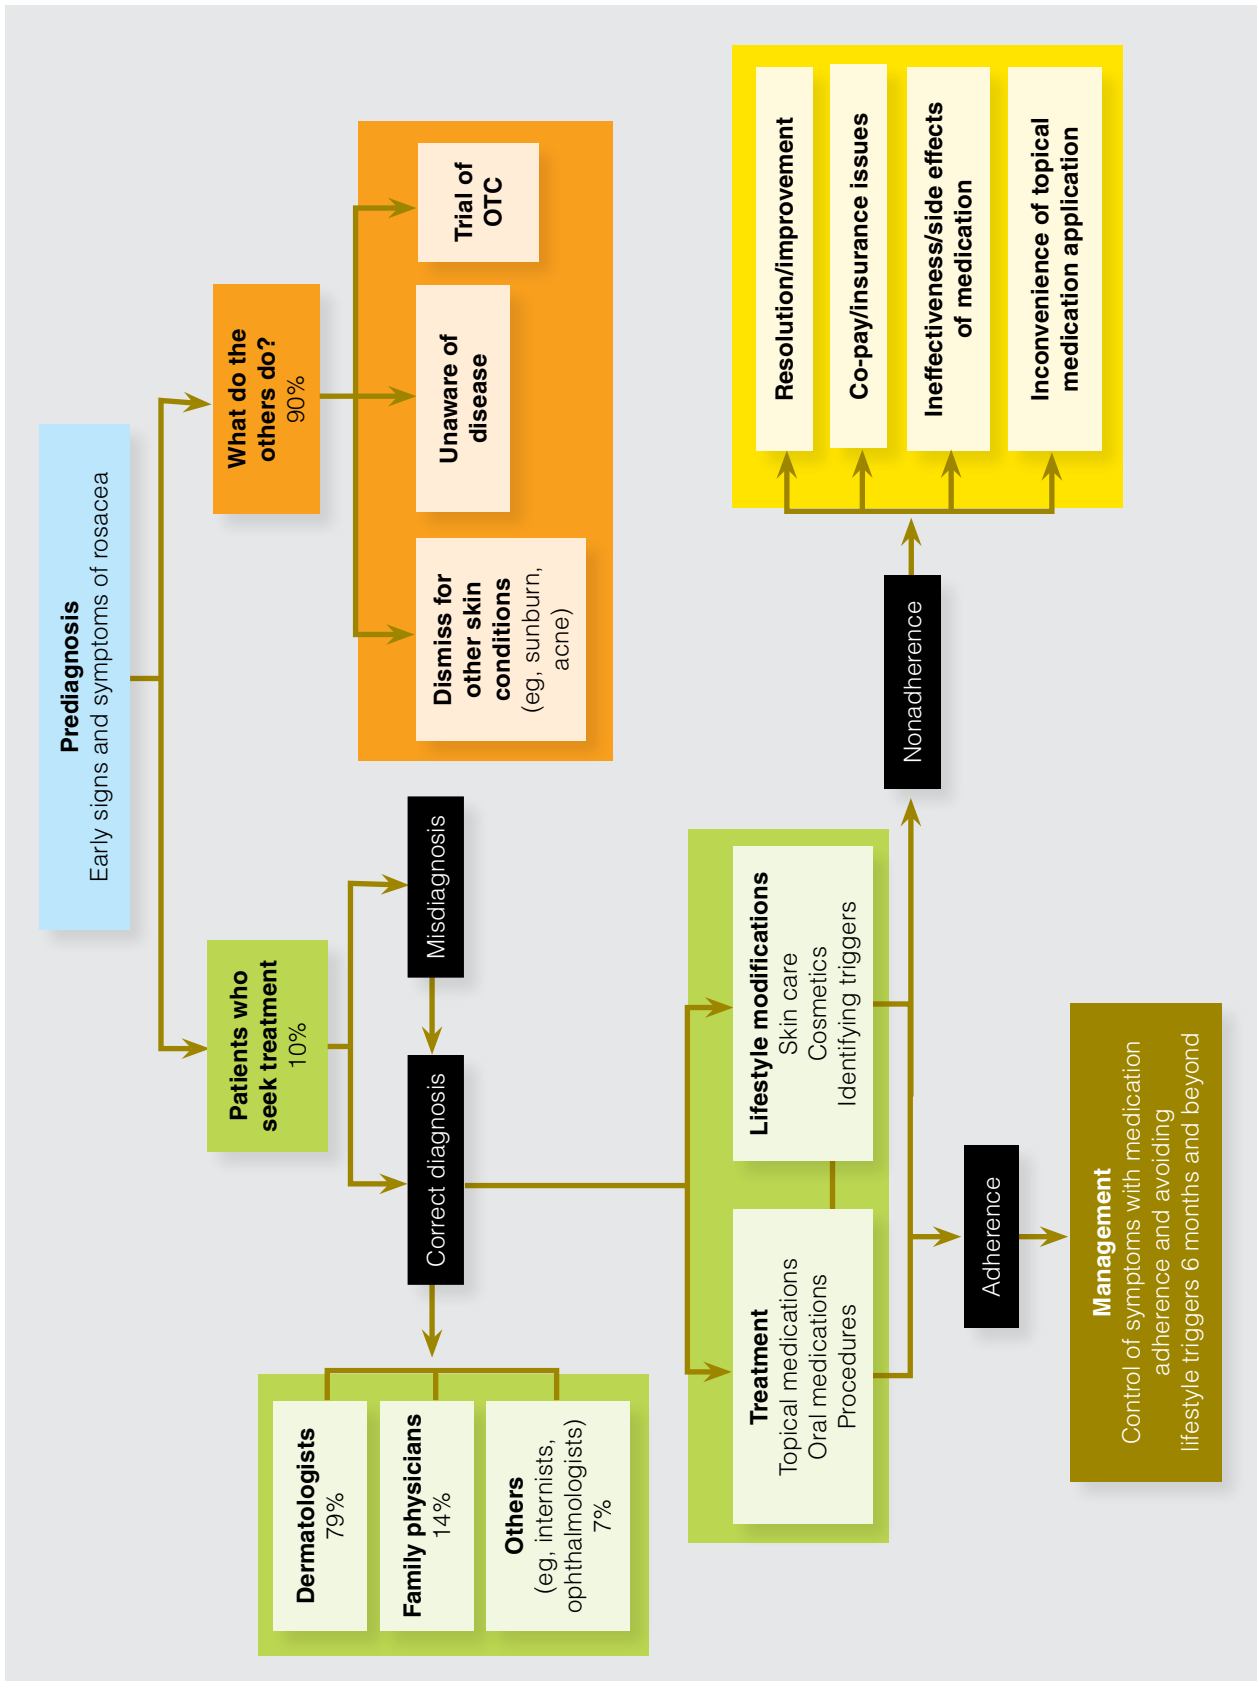 Prediagnosis
Early signs and symptoms of rosacea
Patients who
seek treatment
10%
What do the
others do?
90%
Dismiss for
other skin
conditions
(eg, sunburn,
acne)
Unaware of
disease
Trial of
OTC
Misdiagnosis
Correct diagnosis
Dermatologists
79%
Family physicians
14%
Others
(eg, internists,
ophthalmologists)
7%
Treatment
Topical medications
Oral medications
Procedures
Lifestyle modifications
Skin care
Cosmetics
Identifying triggers
Nonadherence
Resolution/improvement
Co-pay/insurance issues
Ineffectiveness/side effects
of medication
Inconvenience of topical
medication application
Adherence
Management
Control of symptoms with medication
adherence and avoiding
lifestyle triggers 6 months and beyond